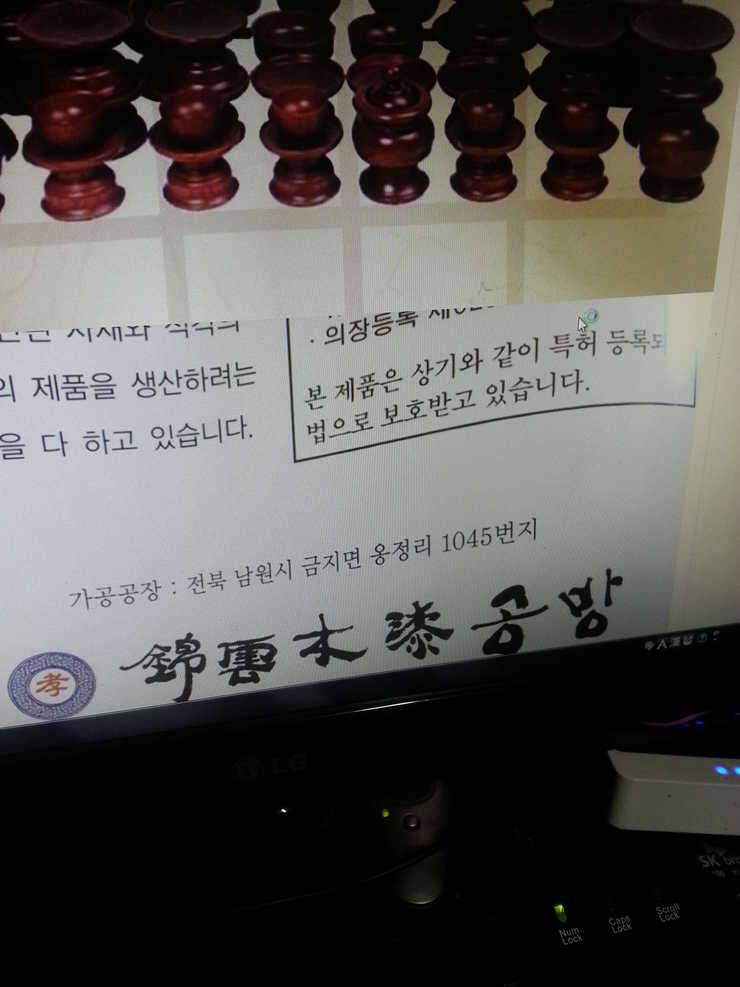 의 제품을 생산하려는
을 다 하고 있습니다.
· 의장등록
본 제품은 상기와 같이 특허 등록되
법으로 보호받고 있습니다.
가공공장 : 전북 남원시 금지면 옹정리 1045번지
孝
錦雲木漆공방
LG
SK
Num Lock
Caps Lock
Scroll Lock